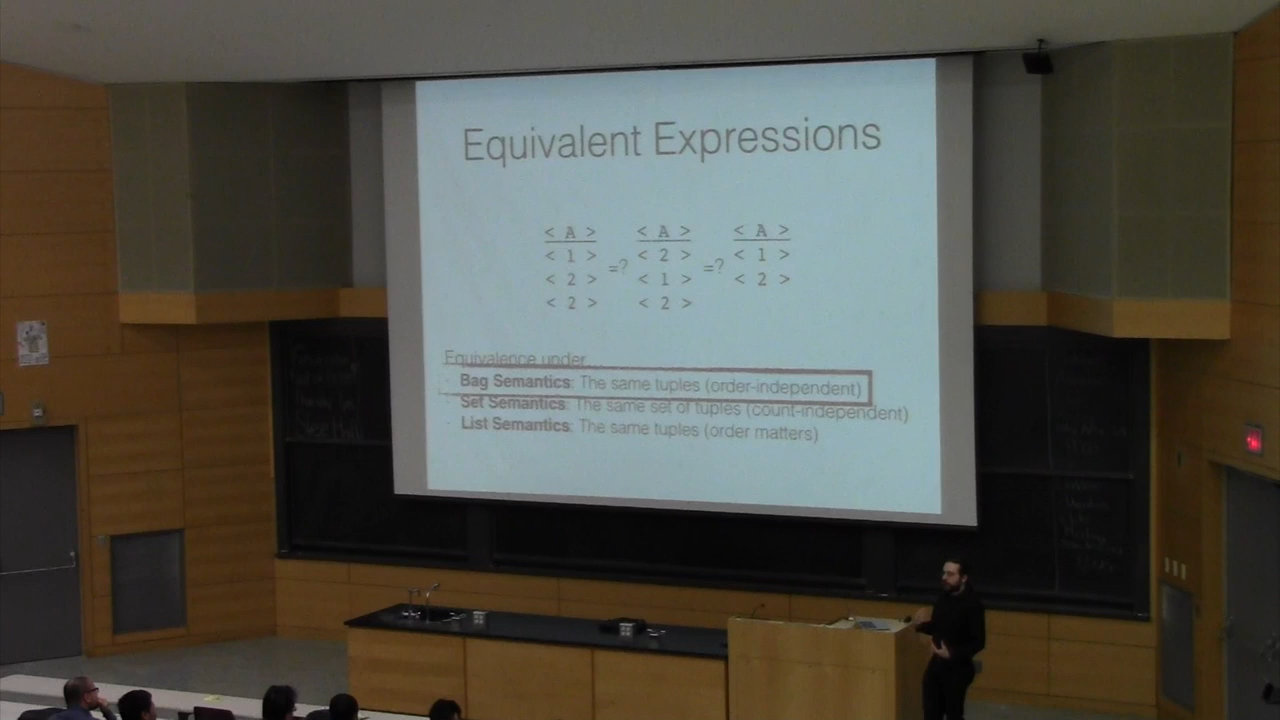 Equivalent Expressions
< A > < A > < A >
< 1 > < 2 > < 1 >
=? =?
< 2 > < 1 > < 2 >
< 2 > < 2 >
Equivalence under...
Bag Semantics: The same tuples (order-independent)
Set Semantics: The same set of tuples (count-independent)
List Semantics: The same tuples (order matters)